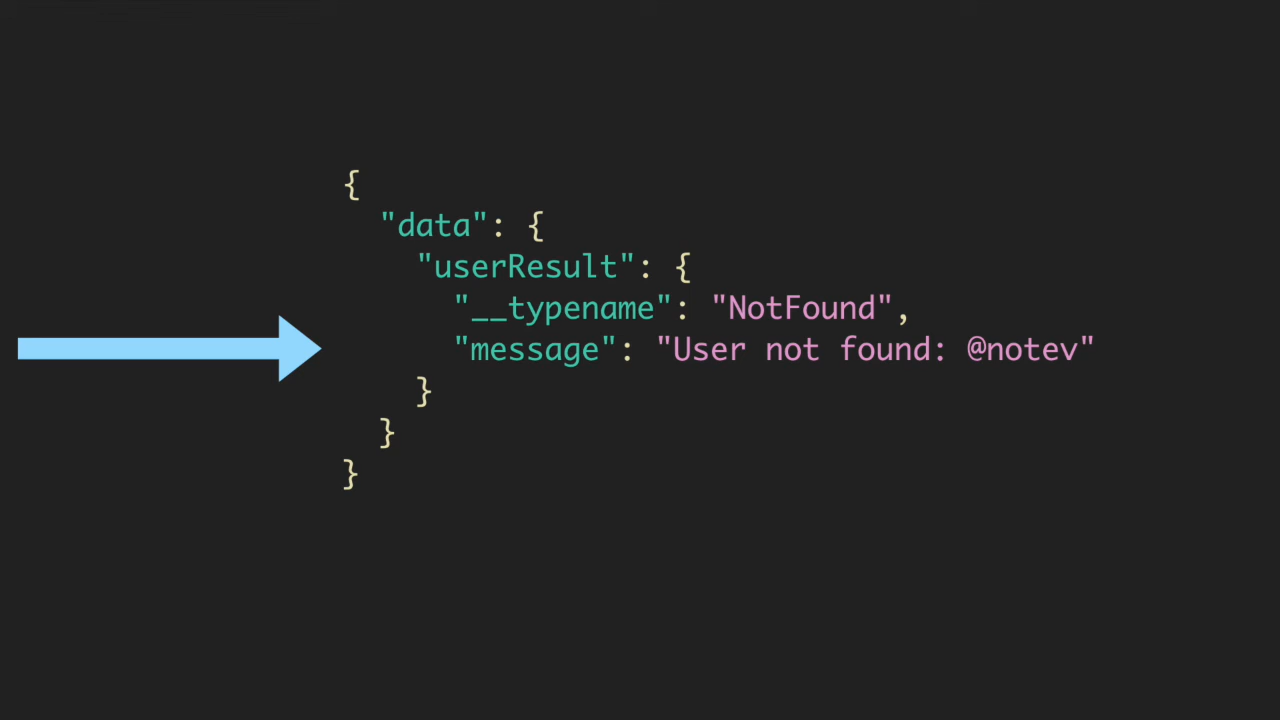 {
"data": {
"userResult": {
"__typename": "NotFound",
"message": "User not found: @notev"
}
}
}